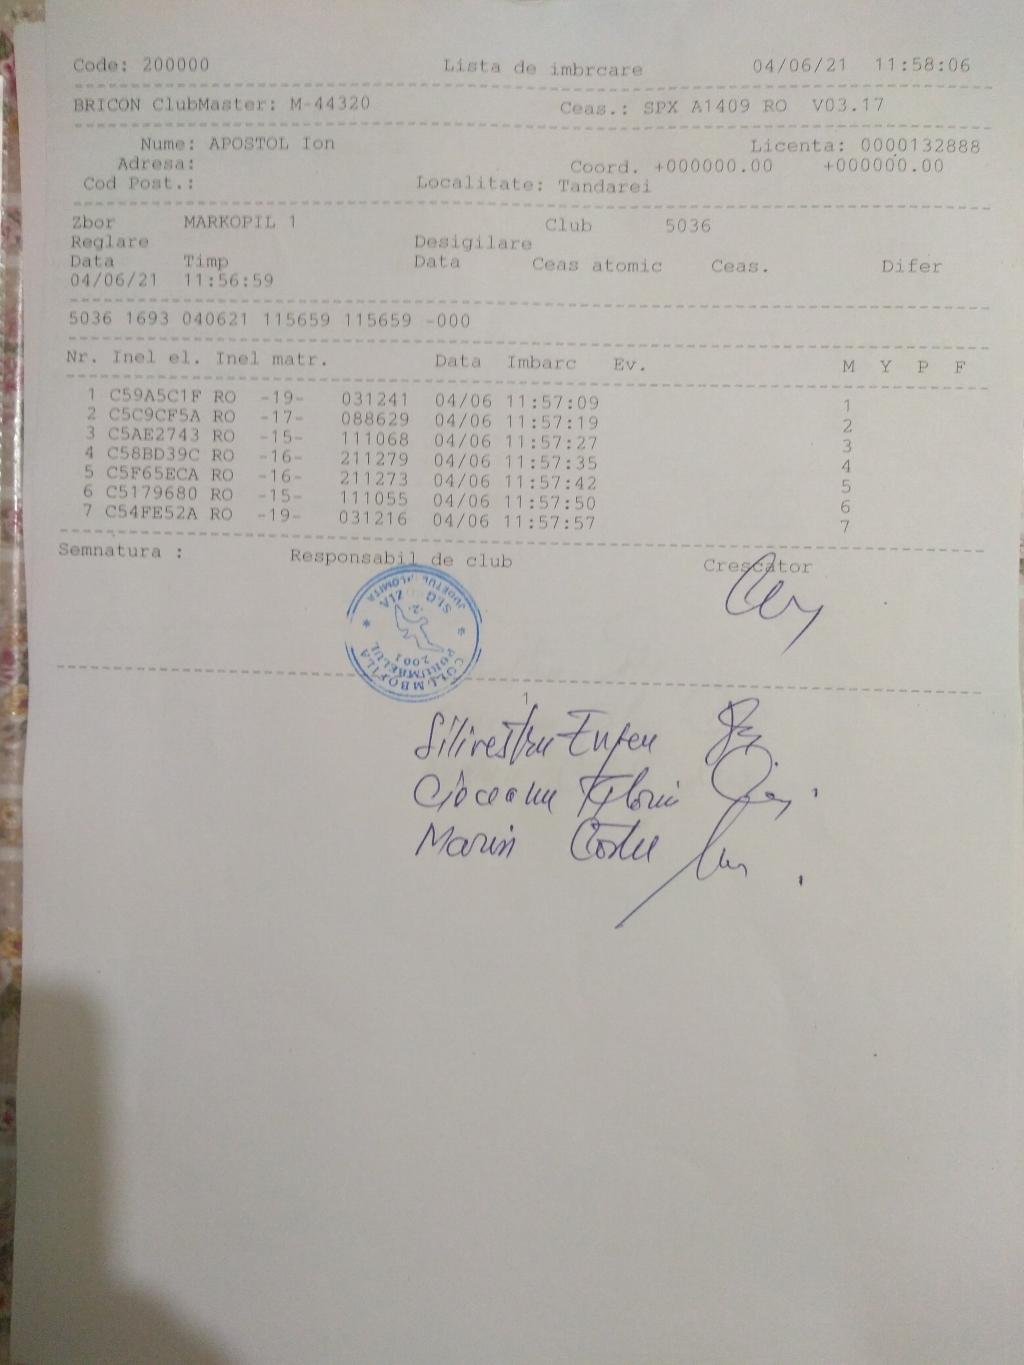 Code: 200000 Lista de imbrcare 04/06/21 11:58:06
BRICON ClubMaster: M-44320 Ceas.: SPX A1409 RO V03.17
Nume: APOSTOL Ion Licenta: 0000132888
Adresa: Coord. +000000.00 +000000.00
Cod Post.: Localitate: Tandarei
Zbor MARKOPIL 1 Club 5036
Reglare Desigilare
Data Timp Data Ceas atomic Ceas. Difer
04/06/21 11:56:59
5036 1693 040621 115659 115659 -000
Nr. Inel el. Inel matr. Data Imbarc Ev. M Y P F
1 C59A5C1F RO -19- 031241 04/06 11:57:09 1
2 C5C9CF5A RO -17- 088629 04/06 11:57:19 2
3 C5AE2743 RO -15- 111068 04/06 11:57:27 3
4 C58BD39C RO -16- 211279 04/06 11:57:35 4
5 C5F65ECA RO -16- 211273 04/06 11:57:42 5
6 C5179680 RO -15- 111055 04/06 11:57:50 6
7 C54FE52A RO -19- 031216 04/06 11:57:57 7
Semnatura : Responsabil de club Crescator
JUDETUL
PORUMBELUL
2001
1
Silivestru
Marin